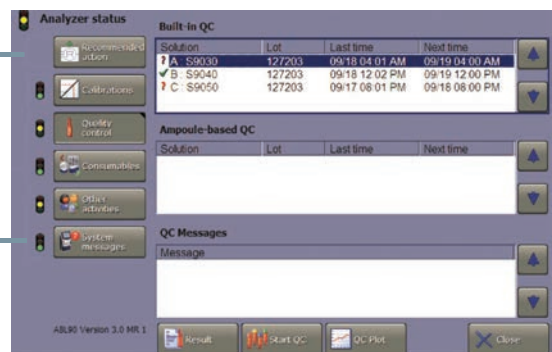 Analyzer status
Recommended action
Calibrations
Quality control
Consumables
Other activities
System messages
ABL90 Version 3.0 MR 1
Built-in QC
Solution Lot Last time Next time
? A : S9030 127203 09/18 04:01 AM 09/19 04:00 AM
✔ B : S9040 127203 09/18 12:02 PM 09/19 12:00 PM
? C : S9050 127203 09/17 08:01 PM 09/18 08:00 PM
Ampoule-based QC
Solution Lot Last time Next time
QC Messages
Message
Result Start QC QC Plot Close